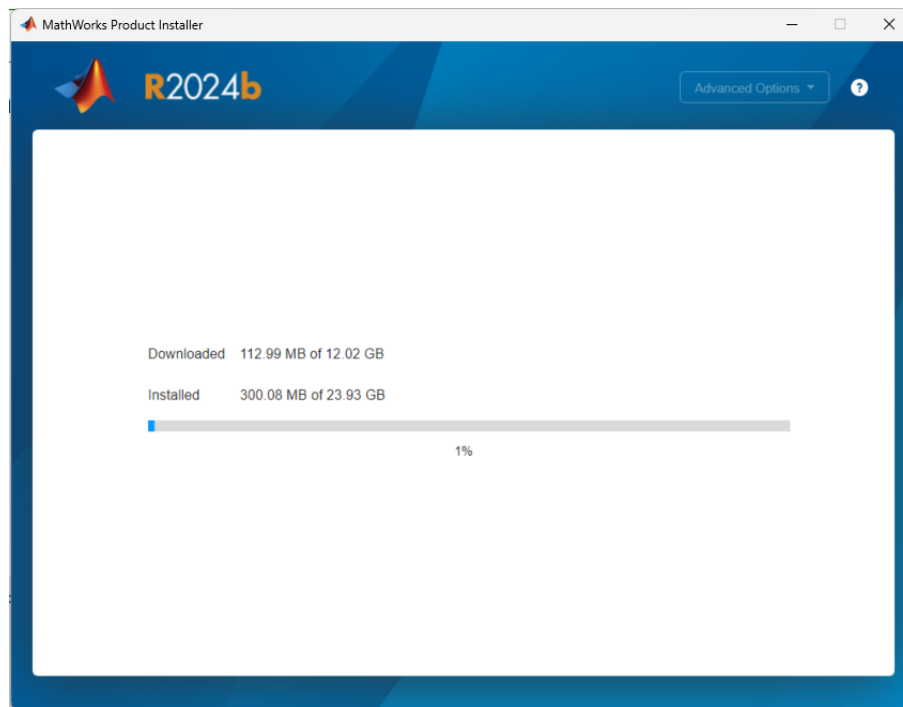 MathWorks Product Installer
R2024b
Advanced Options
?
Downloaded 112.99 MB of 12.02 GB
Installed 300.08 MB of 23.93 GB
1%